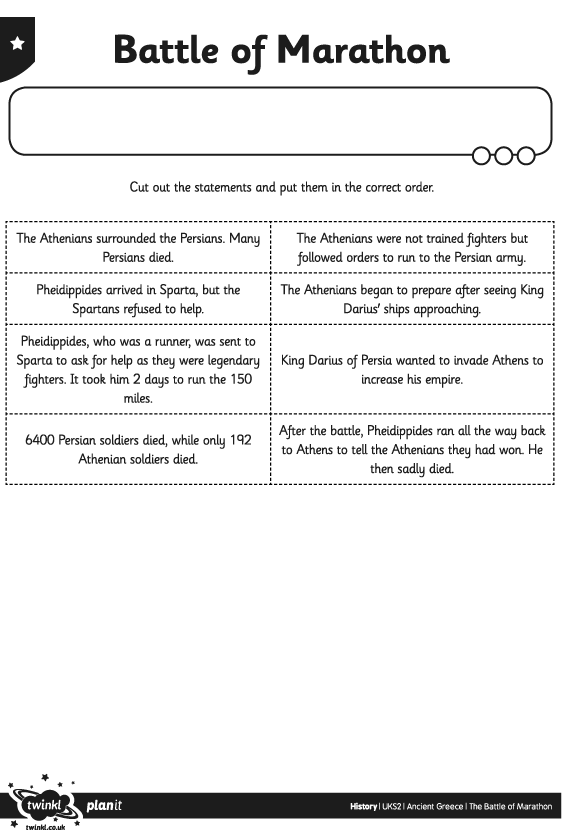 Battle of Marathon
Cut out the statements and put them in the correct order.
The Athenians surrounded the Persians. Many
Persians died.
The Athenians were not trained fighters but
followed orders to run to the Persian army.
Pheidippides arrived in Sparta, but the
Spartans refused to help.
The Athenians began to prepare after seeing King
Darius' ships approaching.
Pheidippides, who was a runner, was sent to
Sparta to ask for help as they were legendary
fighters. It took him 2 days to run the 150
miles.
King Darius of Persia wanted to invade Athens to
increase his empire.
6400 Persian soldiers died, while only 192
Athenian soldiers died.
After the battle, Pheidippides ran all the way back
to Athens to tell the Athenians they had won. He
then sadly died.
twinkl
twinkl.co.uk
planit
History | UKS2 | Ancient Greece | The Battle of Marathon